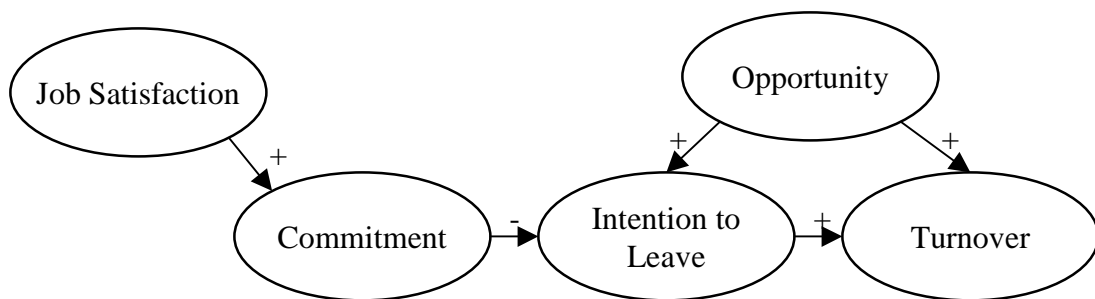 Job Satisfaction
Opportunity
+
+
+
Commitment
-
Intention to
Leave
+
Turnover